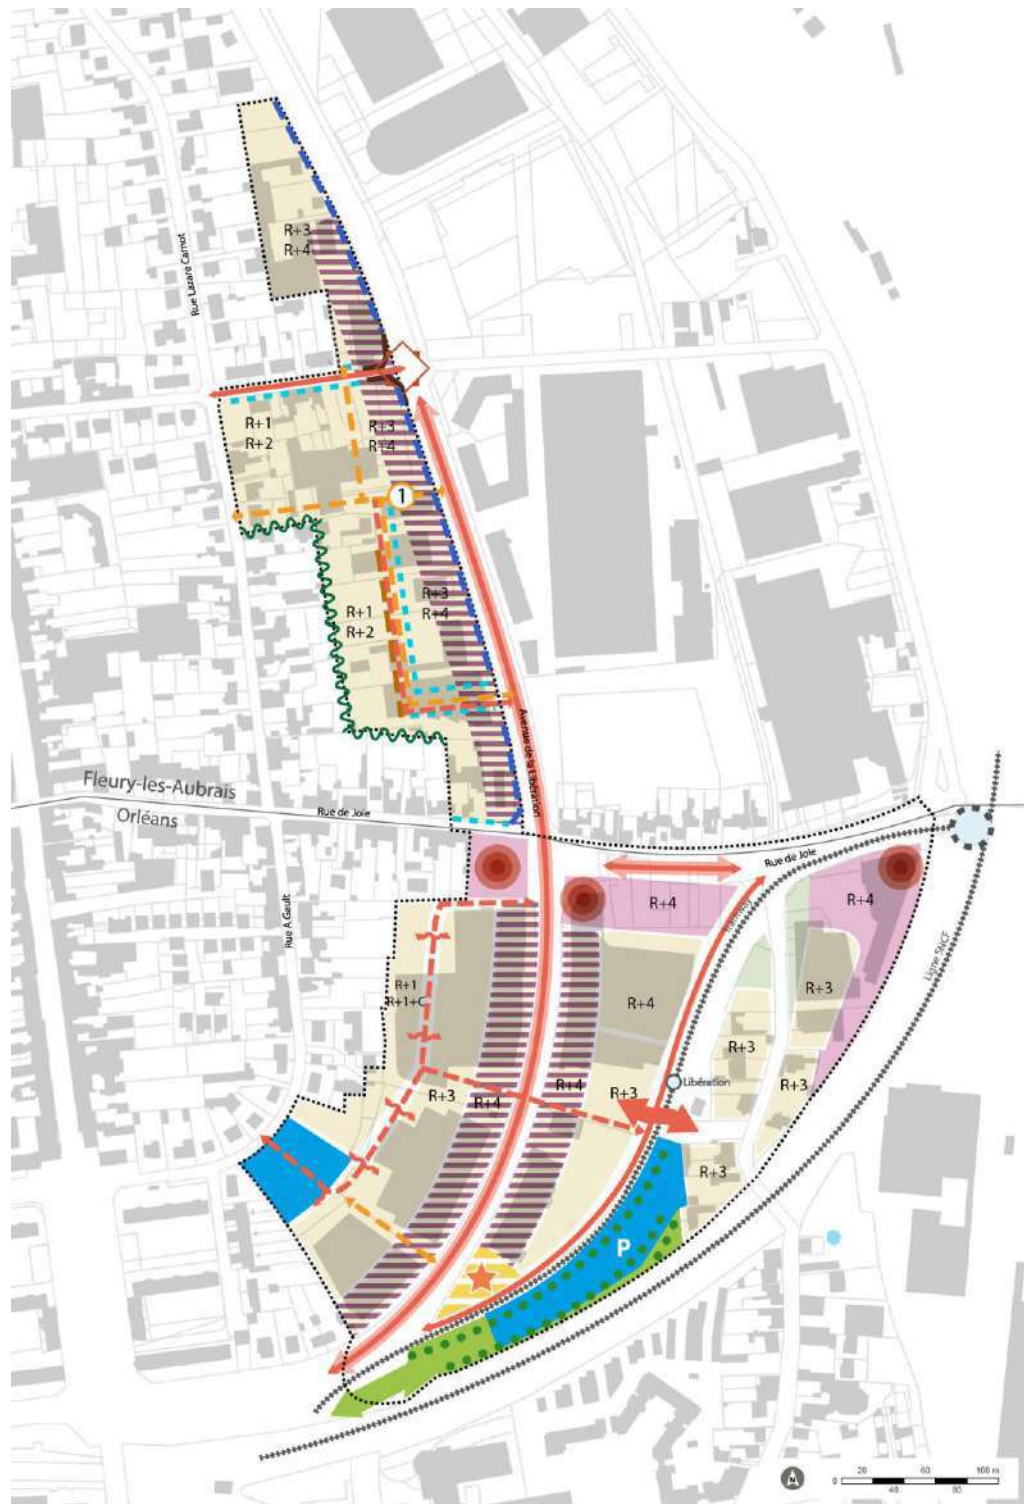 Rue Lazare Carnot
R+3
R+4
R+1
R+2
R+3
R+4
1
R+3
R+4
R+1
R+2
Avenue de la Libération
Fleury-les-Aubrais
Orléans
Rue de Joie
Rue de Joie
R+4
R+4
Rue A.Gault
Tramway
Ligne SNCF
R+1
R+1+C
R+4
R+3
R+3
Libération
R+3
R+4
R+4
R+3
R+3
R+3
P
N
0 20 60 100 m
40 80